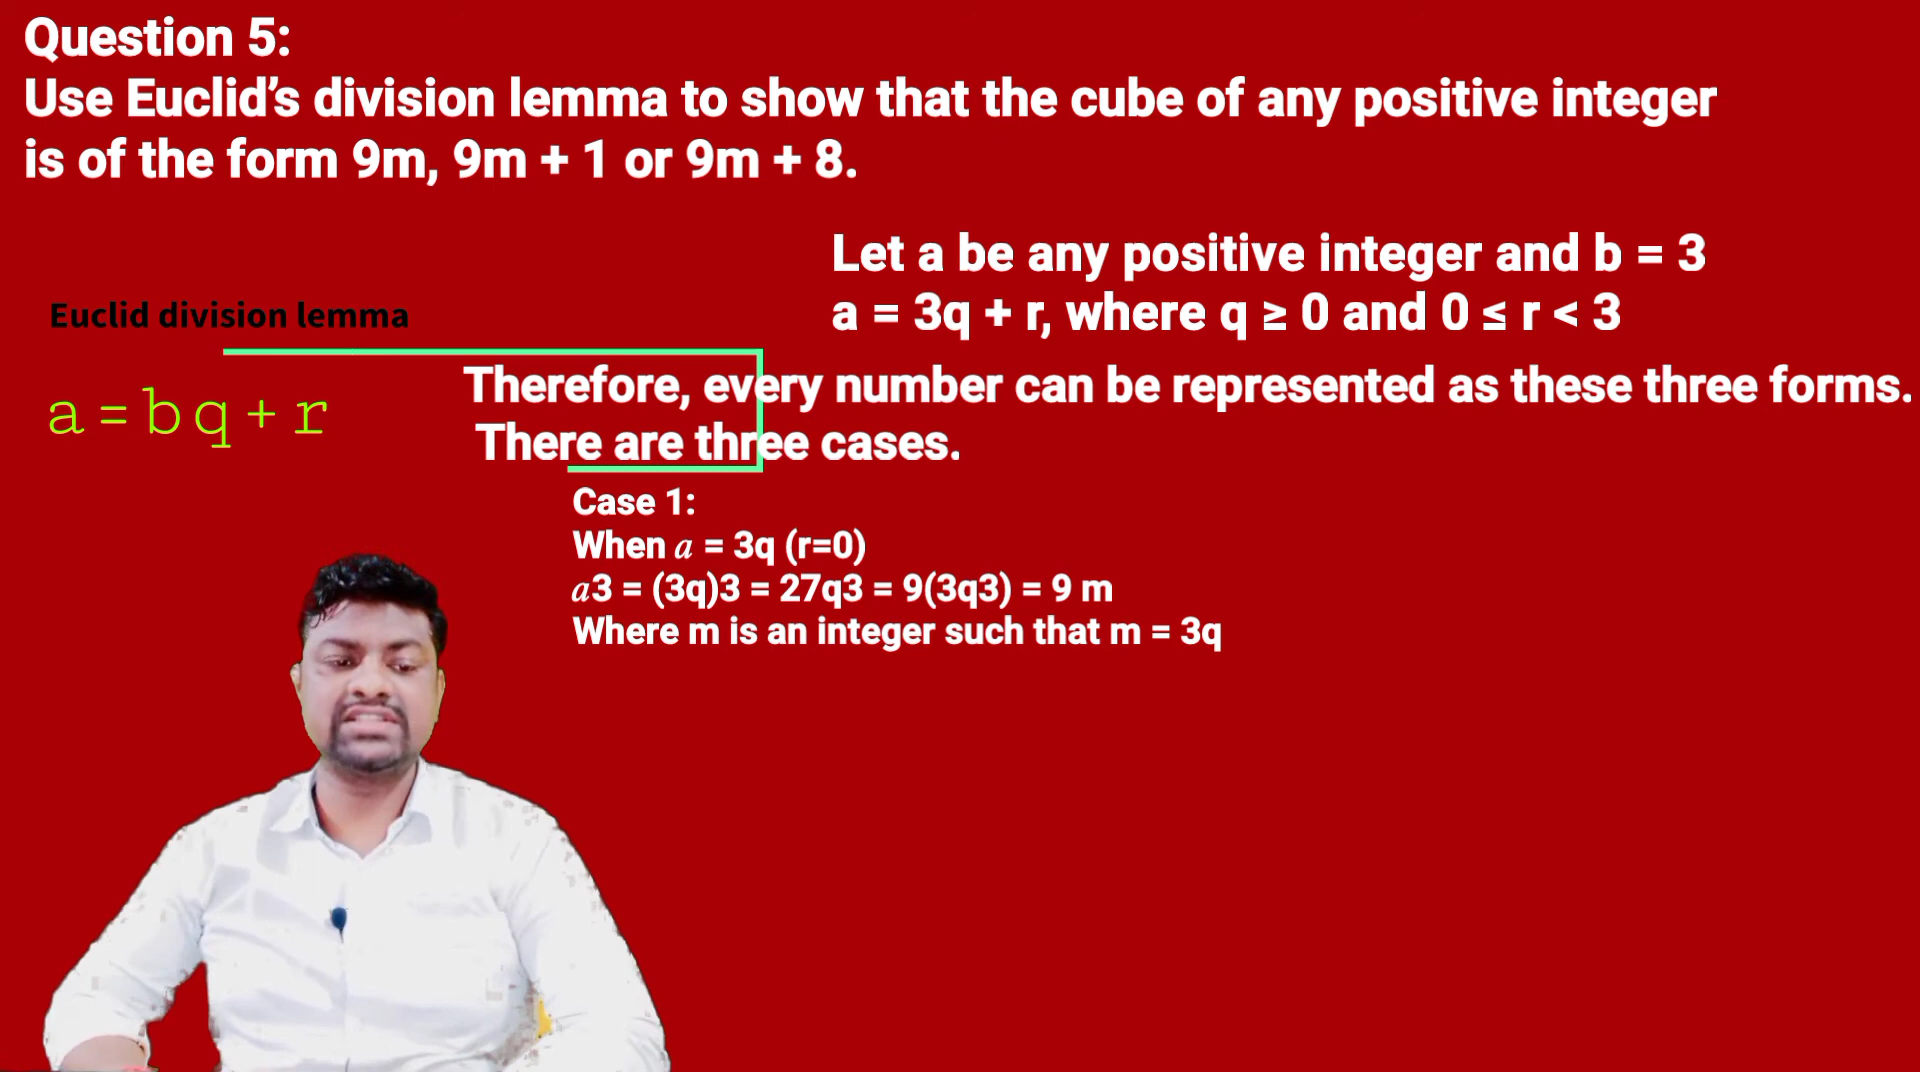 Question 5:
Use Euclid’s division lemma to show that the cube of any positive integer
is of the form 9m, 9m + 1 or 9m + 8.
Let a be any positive integer and b = 3
a = 3q + r, where q ≥ 0 and 0 ≤ r < 3
Euclid division lemma
a = b q + r
Therefore, every number can be represented as these three forms.
There are three cases.
Case 1:
When a = 3q (r=0)
a3 = (3q)3 = 27q3 = 9(3q3) = 9 m
Where m is an integer such that m = 3q